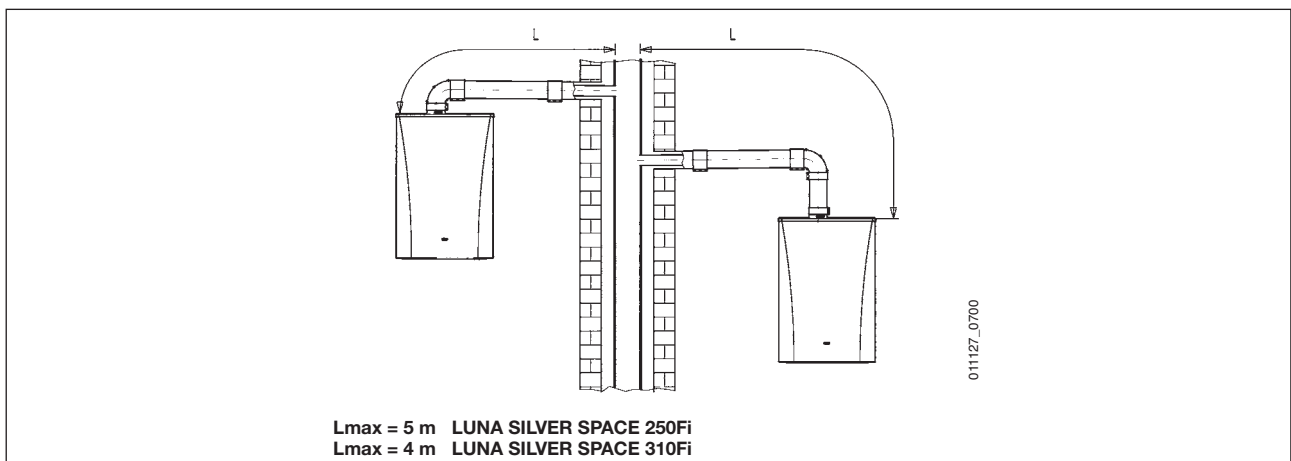 L
L
011127_0700
Lmax = 5 m LUNA SILVER SPACE 250Fi
Lmax = 4 m LUNA SILVER SPACE 310Fi